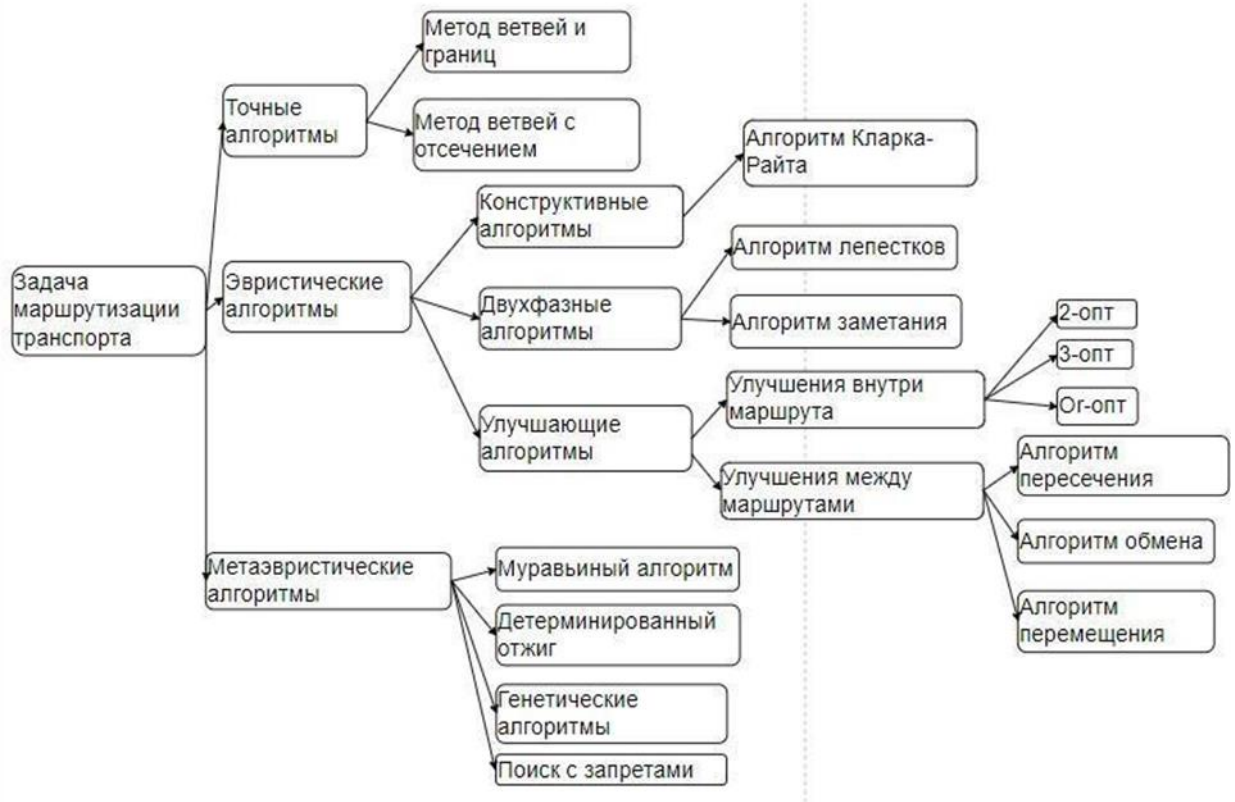 Задача
маршрутизации
транспорта
Точные
алгоритмы
Метод ветвей и
границ
Метод ветвей с
отсечением
Эвристические
алгоритмы
Конструктивные
алгоритмы
Алгоритм Кларка-
Райта
Двухфазные
алгоритмы
Алгоритм лепестков
Алгоритм заметания
Улучшающие
алгоритмы
Улучшения внутри
маршрута
2-опт
3-опт
Or-опт
Улучшения между
маршрутами
Алгоритм
пересечения
Алгоритм обмена
Алгоритм
перемещения
Метаэвристические
алгоритмы
Муравьиный алгоритм
Детерминированный
отжиг
Генетические
алгоритмы
Поиск с запретами